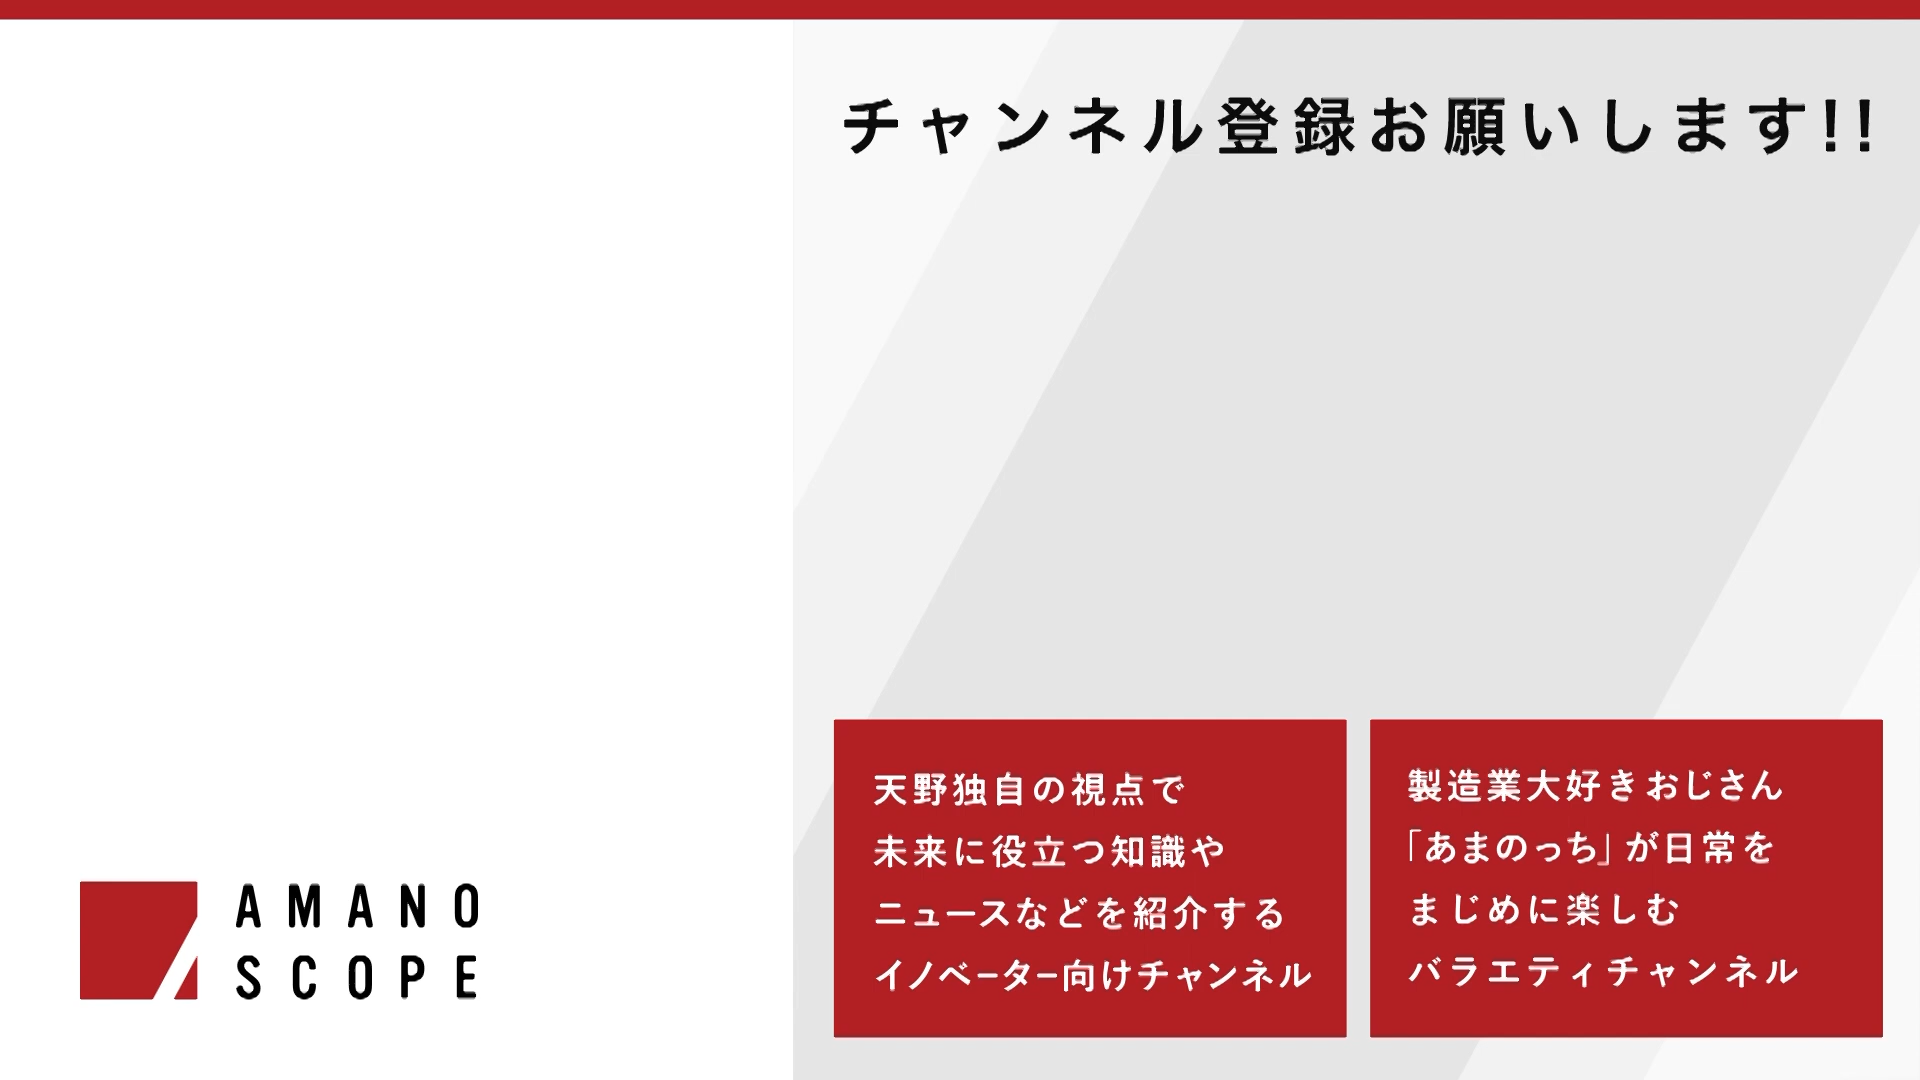 チャンネル登録お願いします!!
天野独自の視点で
未来に役立つ知識や
ニュースなどを紹介する
イノベーター向けチャンネル
製造業大好きおじさん
「あまのっち」が日常を
まじめに楽しむ
バラエティチャンネル
AMANO
SCOPE